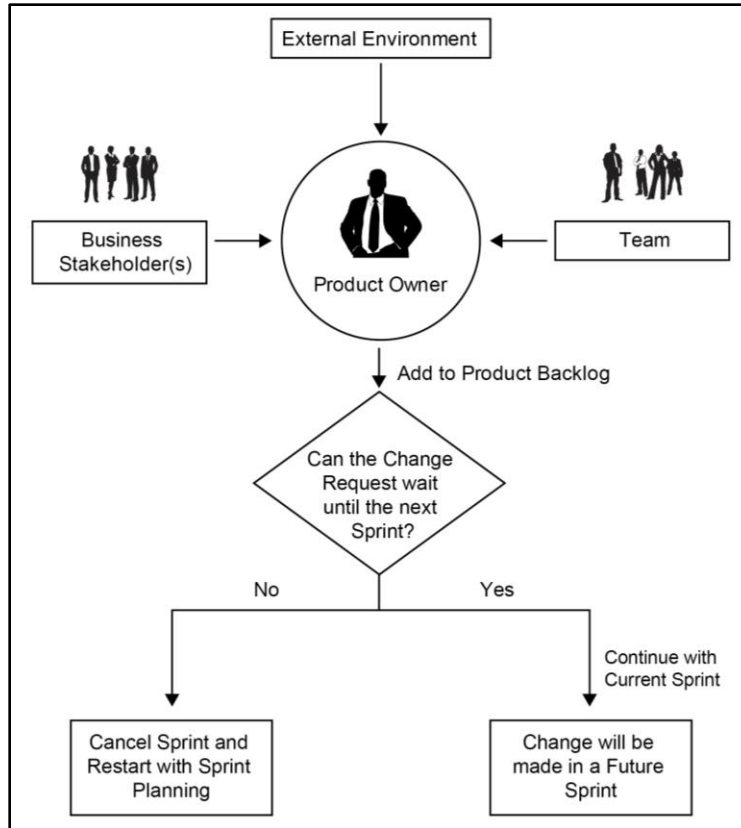 External Environment
Business
Stakeholder(s)
Product Owner
Team
Add to Product Backlog
Can the Change
Request wait
until the next
Sprint?
No
Yes
Continue with
Current Sprint
Cancel Sprint and
Restart with Sprint
Planning
Change will be
made in a Future
Sprint